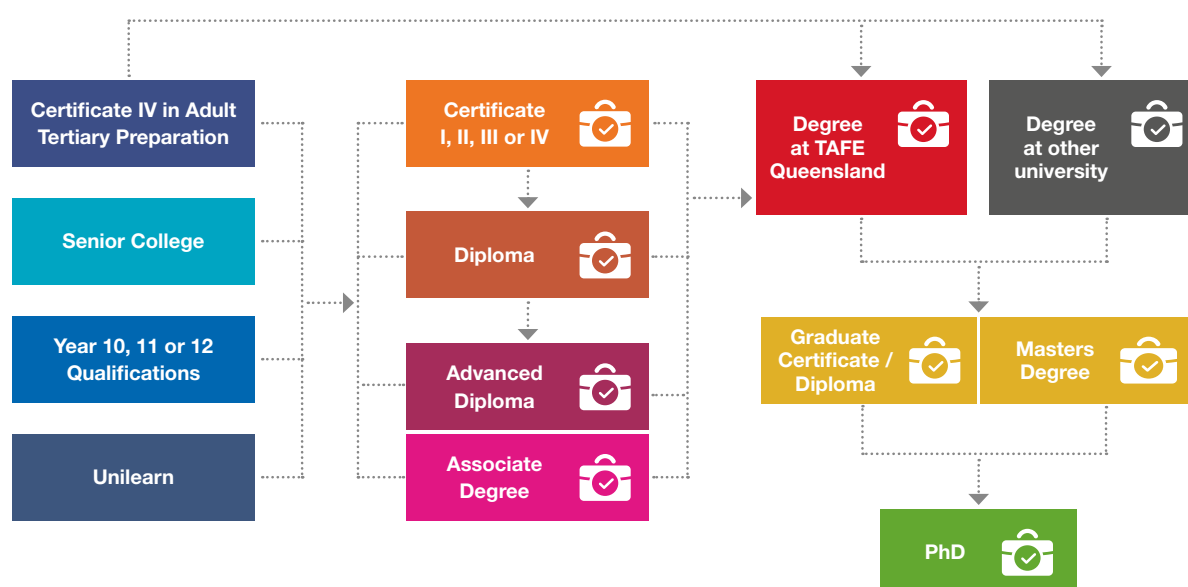 Certificate IV in Adult
Tertiary Preparation
Senior College
Year 10, 11 or 12
Qualifications
Unilearn
Certificate
I, II, III or IV
Diploma
Advanced
Diploma
Associate
Degree
Degree
at TAFE
Queensland
Degree
at other
university
Graduate
Certificate /
Diploma
Masters
Degree
PhD